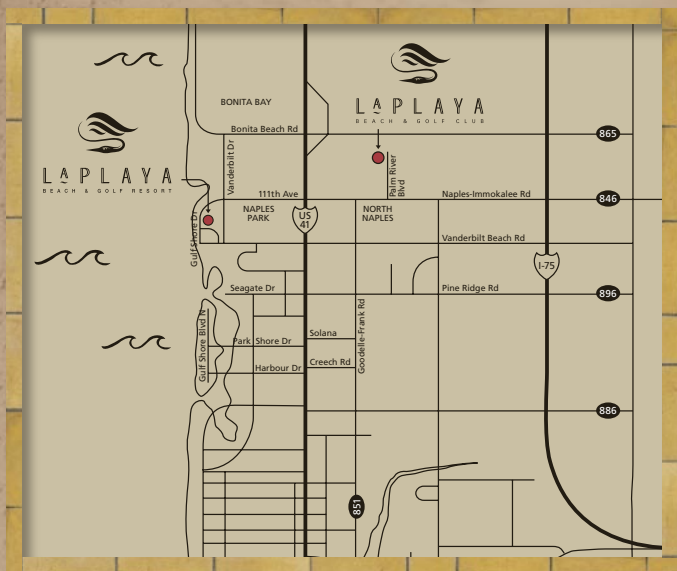 BONITA BAY
LAPLAYA
BEACH & GOLF CLUB
Bonita Beach Rd
865
Vanderbilt Dr
LAPLAYA
BEACH & GOLF RESORT
Palm River
Blvd
111th Ave
Naples-Immokalee Rd
846
NAPLES
PARK
US
41
NORTH
NAPLES
Gulf Shore Dr
Vanderbilt Beach Rd
I-75
Seagate Dr
Pine Ridge Rd
896
Gulf Shore Blvd N
Goodelle-Frank Rd
Solana
Park Shore Dr
Creech Rd
Harbour Dr
886
851